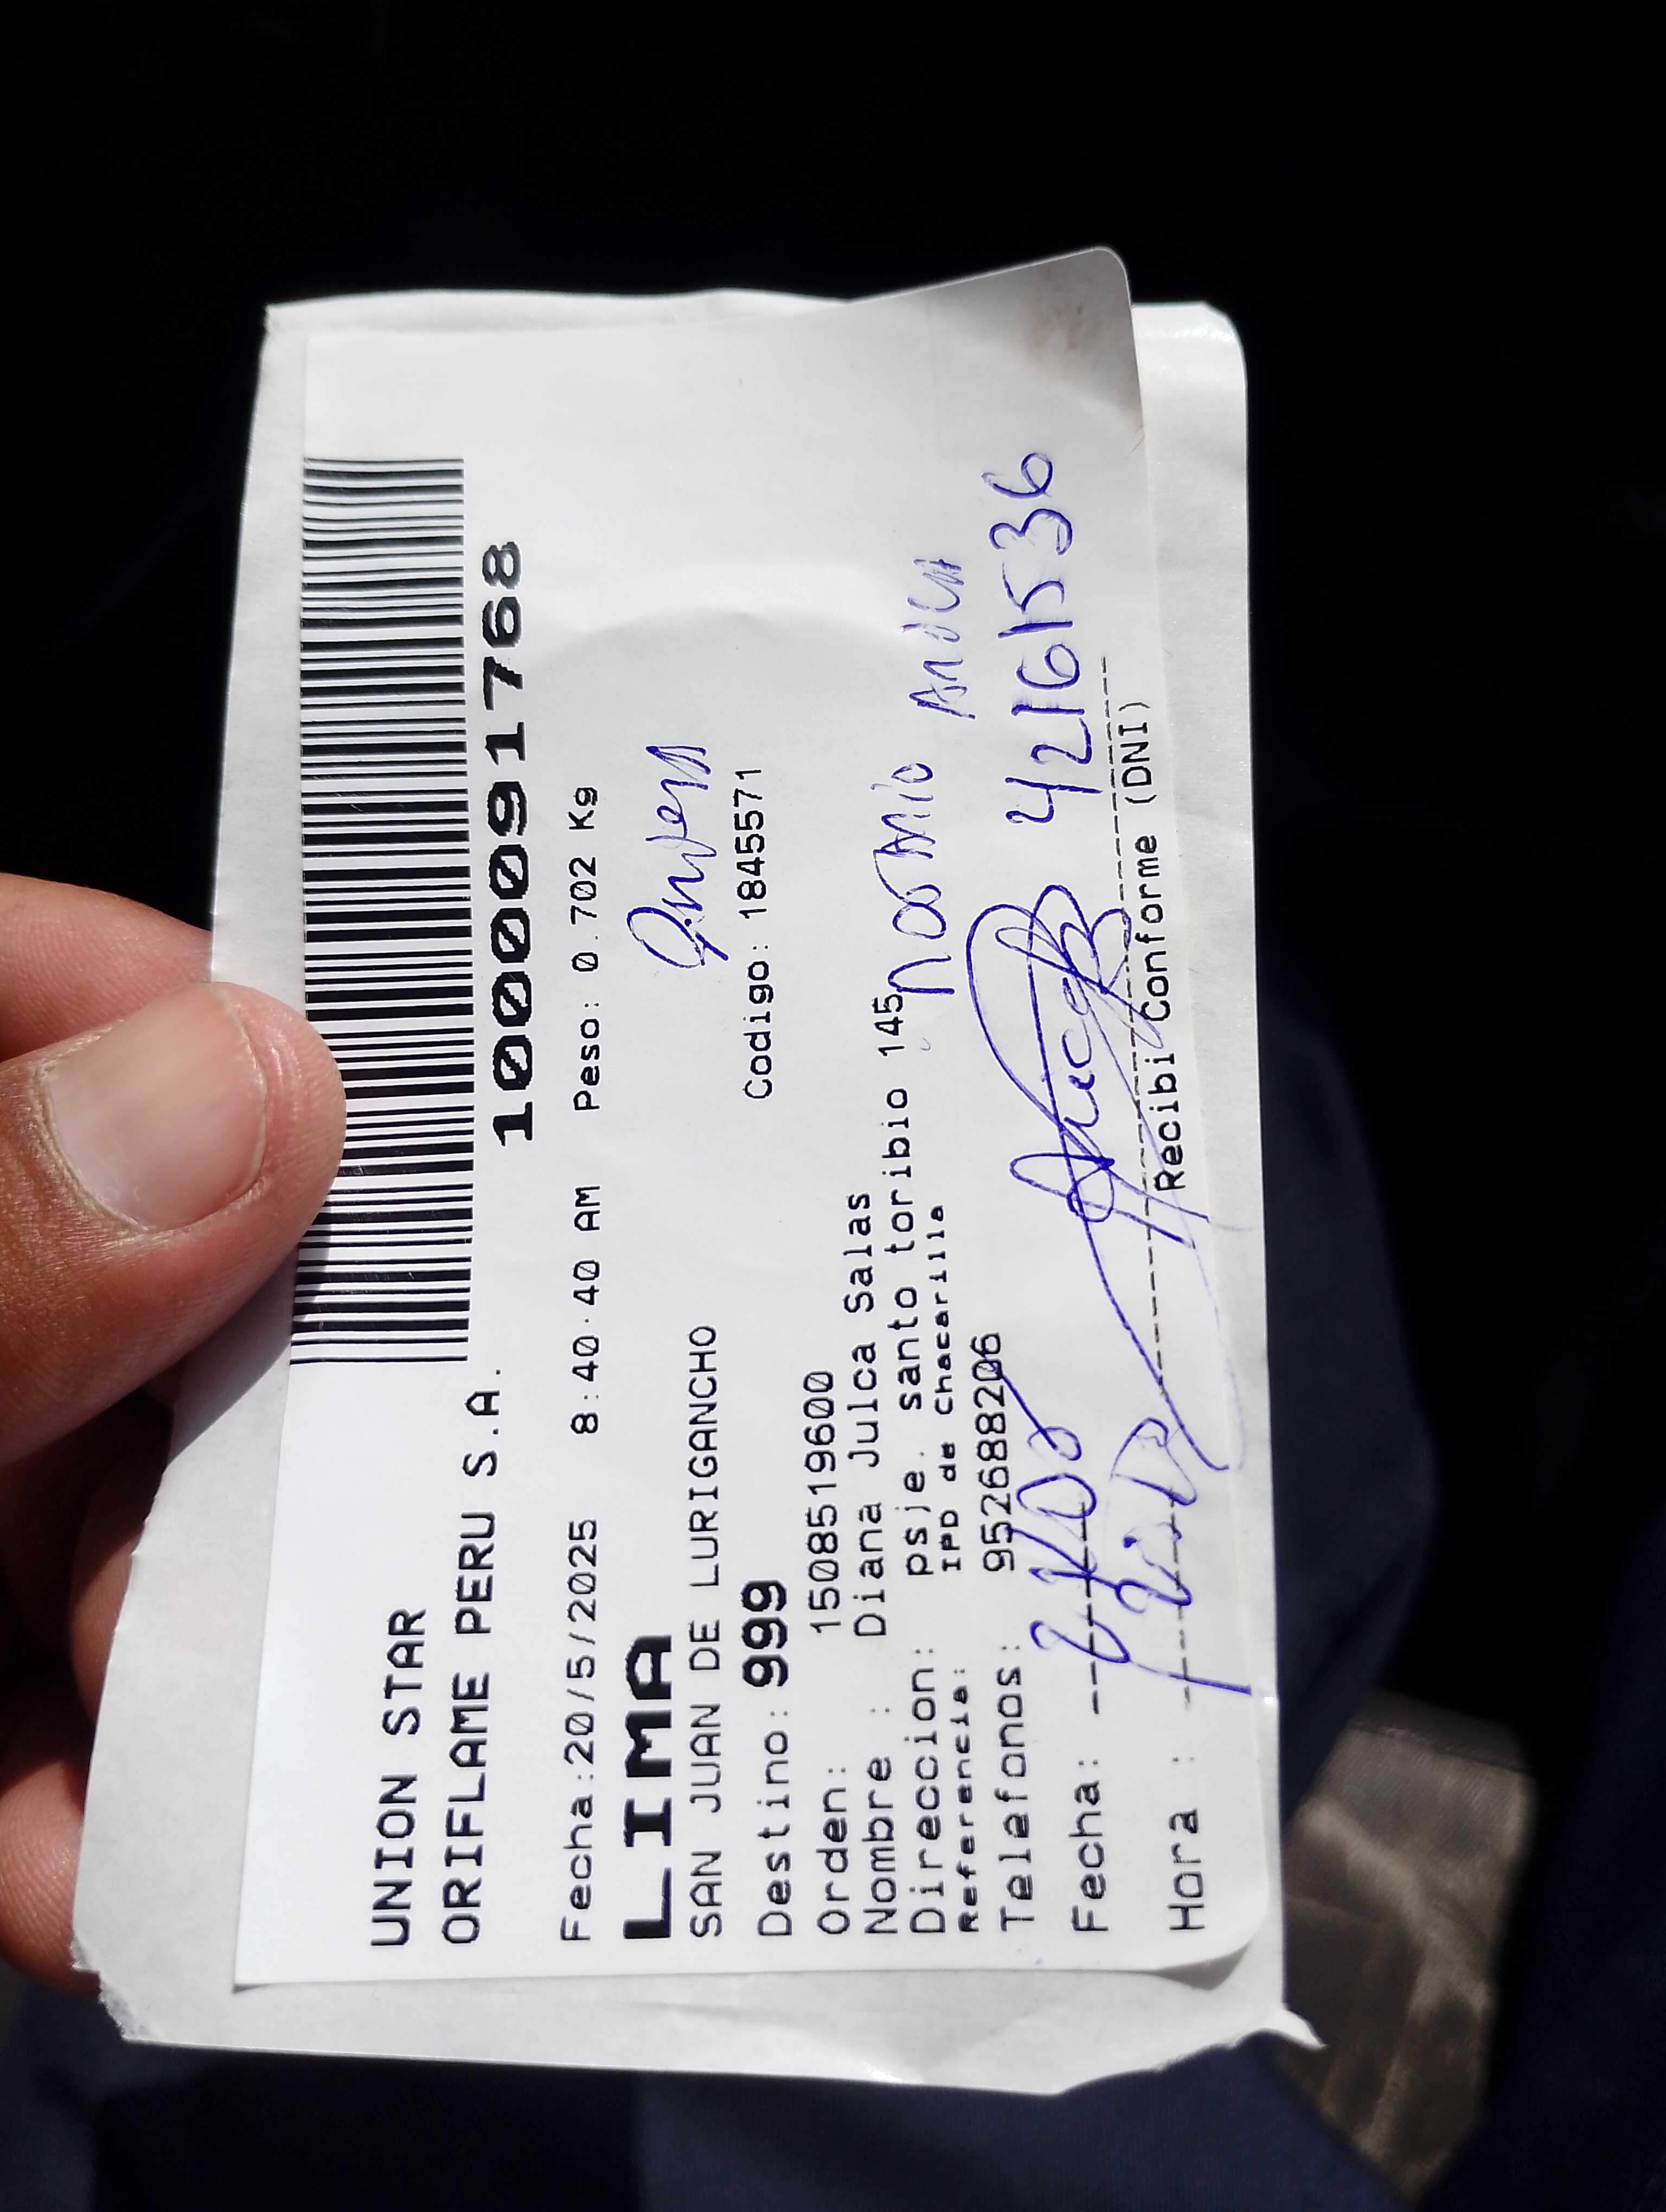 UNION STAR
ORIFLAME PERU S.A.
1000091768
Fecha:20/5/2025 8:40:40 AM Peso: 0.702 Kg
LIMA
SAN JUAN DE LURIGANCHO
Destino: 999 Codigo: 1845571
Orden: 1508519600
Nombre : Diana Julca Salas
Direccion: psje. santo toribio 145
Referencia: IPD de Chacarilla
Telefonos: 952688206
42161536
Fecha:
Recibi Conforme (DNI)
Hora :